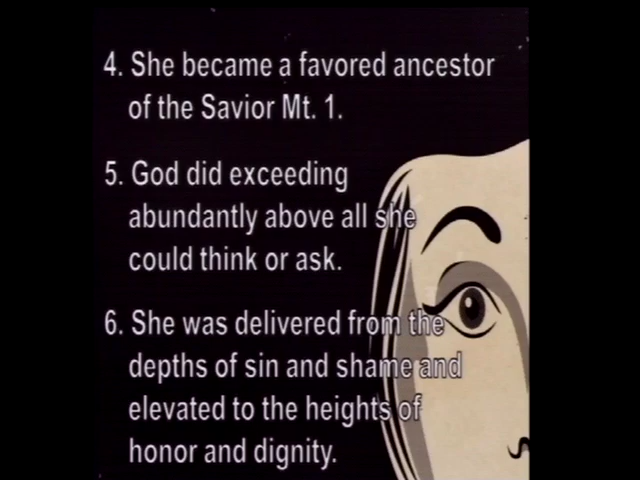 4. She became a favored ancestor
of the Savior Mt. 1.
5. God did exceeding
abundantly above all she
could think or ask.
6. She was delivered from the
depths of sin and shame and
elevated to the heights of
honor and dignity.